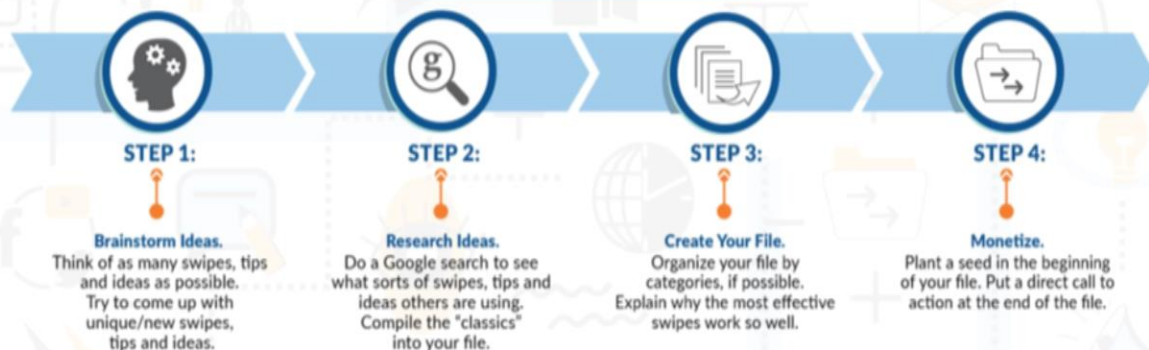 g
STEP 1:
Brainstorm Ideas.
Think of as many swipes, tips
and ideas as possible.
Try to come up with
unique/new swipes,
tips and ideas.
STEP 2:
Research Ideas.
Do a Google search to see
what sorts of swipes, tips and
ideas others are using.
Compile the "classics"
into your file.
STEP 3:
Create Your File.
Organize your file by
categories, if possible.
Explain why the most effective
swipes work so well.
STEP 4:
Monetize.
Plant a seed in the beginning
of your file. Put a direct call to
action at the end of the file.